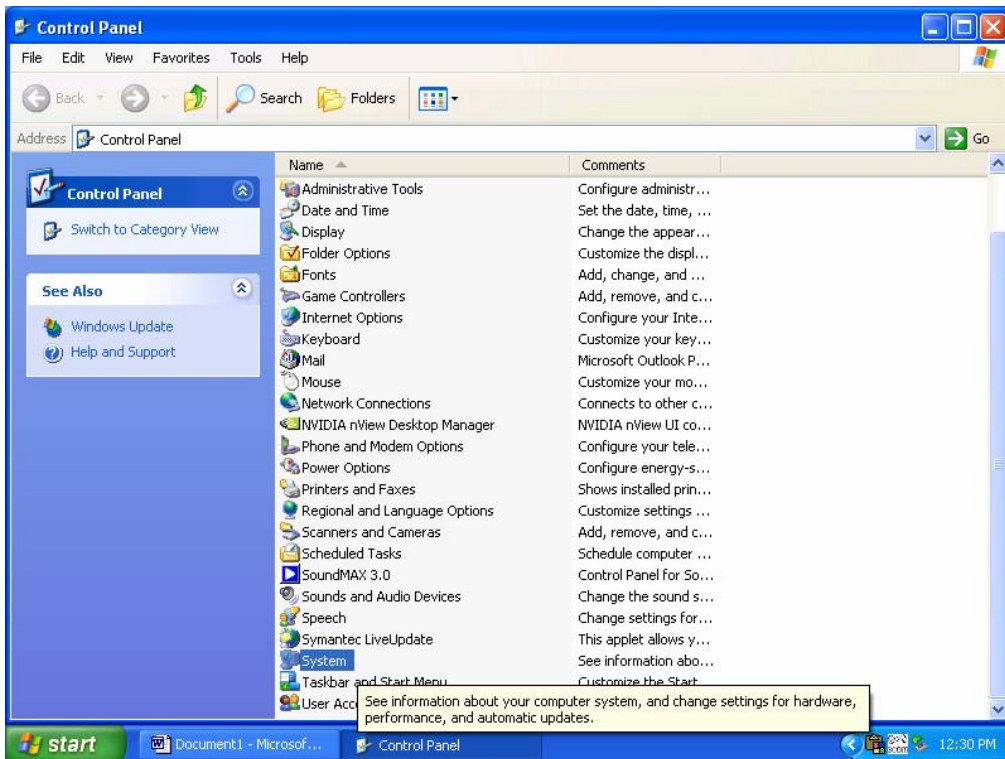 Control Panel
File Edit View Favorites Tools Help
Back Search Folders
Address Control Panel Go
Control Panel
Switch to Category View
See Also
Windows Update
Help and Support
Name Comments
Administrative Tools Configure administr...
Date and Time Set the date, time, ...
Display Change the appear...
Folder Options Customize the displ...
Fonts Add, change, and ...
Game Controllers Add, remove, and c...
Internet Options Configure your Inte...
Keyboard Customize your key...
Mail Microsoft Outlook P...
Mouse Customize your mo...
Network Connections Connects to other c...
NVIDIA nView Desktop Manager NVIDIA nView UI co...
Phone and Modem Options Configure your tele...
Power Options Configure energy-s...
Printers and Faxes Shows installed prin...
Regional and Language Options Customize settings ...
Scanners and Cameras Add, remove, and c...
Scheduled Tasks Schedule computer ...
SoundMAX 3.0 Control Panel for So...
Sounds and Audio Devices Change the sound s...
Speech Change settings for...
Symantec LiveUpdate This applet allows y...
System See information abo...
Taskbar and Start Menu Customize the Start
User Acc
See information about your computer system, and change settings for hardware,
performance, and automatic updates.
start Document1 - Microsof... Control Panel 12:30 PM